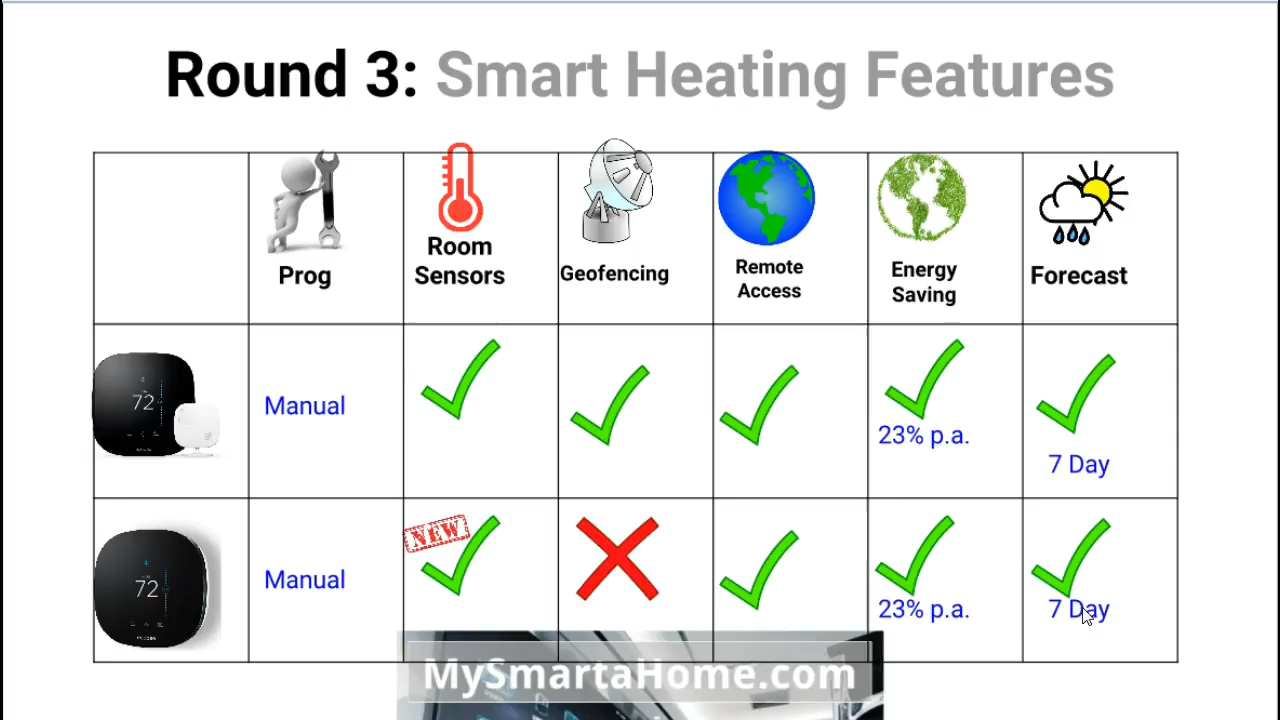 Round 3: Smart Heating Features
Prog
Room
Sensors
Geofencing
Remote
Access
Energy
Saving
Forecast
72
Manual
23% p.a.
7 Day
72
Manual
NEW
23% p.a.
7 Day
MySmartaHome.com